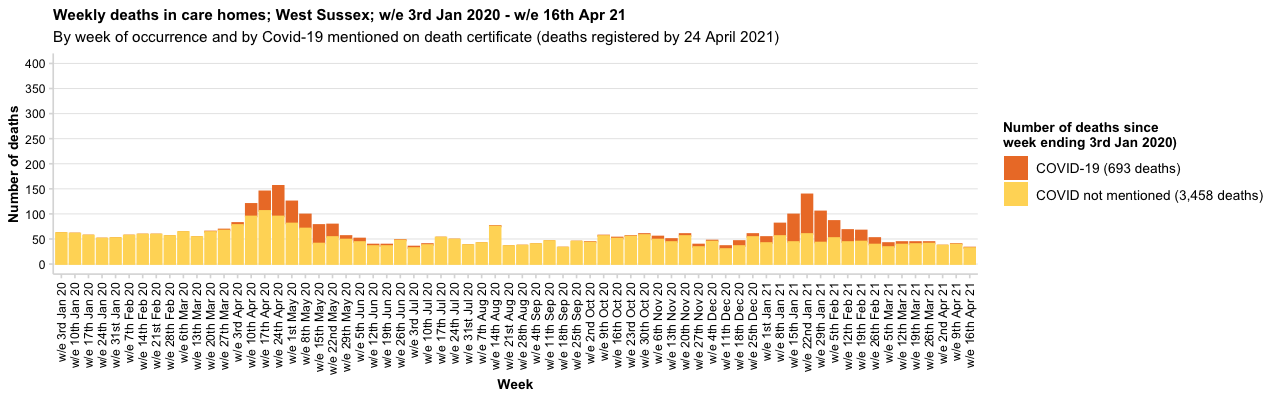 Weekly deaths in care homes; West Sussex; w/e 3rd Jan 2020 - w/e 16th Apr 21
By week of occurrence and by Covid-19 mentioned on death certificate (deaths registered by 24 April 2021)
Number of deaths
400
350
300
250
200
150
100
50
0
w/e 3rd Jan 20
w/e 10th Jan 20
w/e 17th Jan 20
w/e 24th Jan 20
w/e 31st Jan 20
w/e 7th Feb 20
w/e 14th Feb 20
w/e 21st Feb 20
w/e 28th Feb 20
w/e 6th Mar 20
w/e 13th Mar 20
w/e 20th Mar 20
w/e 27th Mar 20
w/e 3rd Apr 20
w/e 10th Apr 20
w/e 17th Apr 20
w/e 24th Apr 20
w/e 1st May 20
w/e 8th May 20
w/e 15th May 20
w/e 22nd May 20
w/e 29th May 20
w/e 5th Jun 20
w/e 12th Jun 20
w/e 19th Jun 20
w/e 26th Jun 20
w/e 3rd Jul 20
w/e 10th Jul 20
w/e 17th Jul 20
w/e 24th Jul 20
w/e 31st Jul 20
w/e 7th Aug 20
w/e 14th Aug 20
w/e 21st Aug 20
w/e 28th Aug 20
w/e 4th Sep 20
w/e 11th Sep 20
w/e 18th Sep 20
w/e 25th Sep 20
w/e 2nd Oct 20
w/e 9th Oct 20
w/e 16th Oct 20
w/e 23rd Oct 20
w/e 30th Oct 20
w/e 6th Nov 20
w/e 13th Nov 20
w/e 20th Nov 20
w/e 27th Nov 20
w/e 4th Dec 20
w/e 11th Dec 20
w/e 18th Dec 20
w/e 25th Dec 20
w/e 1st Jan 21
w/e 8th Jan 21
w/e 15th Jan 21
w/e 22nd Jan 21
w/e 29th Jan 21
w/e 5th Feb 21
w/e 12th Feb 21
w/e 19th Feb 21
w/e 26th Feb 21
w/e 5th Mar 21
w/e 12th Mar 21
w/e 19th Mar 21
w/e 26th Mar 21
w/e 2nd Apr 21
w/e 9th Apr 21
w/e 16th Apr 21
Week
Number of deaths since
week ending 3rd Jan 2020)
COVID-19 (693 deaths)
COVID not mentioned (3,458 deaths)